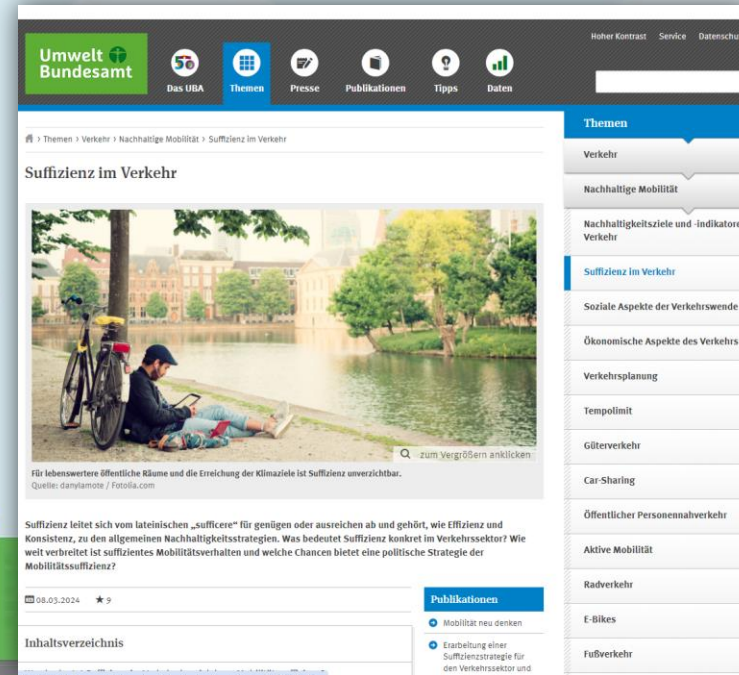 Hoher Kontrast Service
Umwelt
Bundesamt
Das UBA Themen Presse Publikationen Tipps Daten
> Themen > Verkehr > Nachhaltige Mobilität > Suffizienz im Verkehr
Suffizienz im Verkehr
zum Vergrößern anklicken
Für lebenswertere öffentliche Räume und die Erreichung der Klimaziele ist Suffizienz unverzichtbar.
Quelle: danylamote / Fotolia.com
Suffizienz leitet sich vom lateinischen „sufficere“ für genügen oder ausreichen ab und gehört, wie Effizienz und
Konsistenz, zu den allgemeinen Nachhaltigkeitsstrategien. Was bedeutet Suffizienz konkret im Verkehrssektor? Wie
weit verbreitet ist suffizientes Mobilitätsverhalten und welche Chancen bietet eine politische Strategie der
Mobilitätssuffizienz?
08.03.2024 9
Inhaltsverzeichnis
Publikationen
Mobilität neu denken
Erarbeitung einer
Suffizienzstrategie für
den Verkehrssektor und
Themen
Verkehr
Nachhaltige Mobilität
Nachhaltigkeitsziele und
Verkehr
Suffizienz im Verkehr
Soziale Aspekte der Verkehrswende
Ökonomische Aspekte des
Verkehrsplanung
Tempolimit
Güterverkehr
Car-Sharing
Öffentlicher Personennahverkehr
Aktive Mobilität
Radverkehr
E-Bikes
Fußverkehr